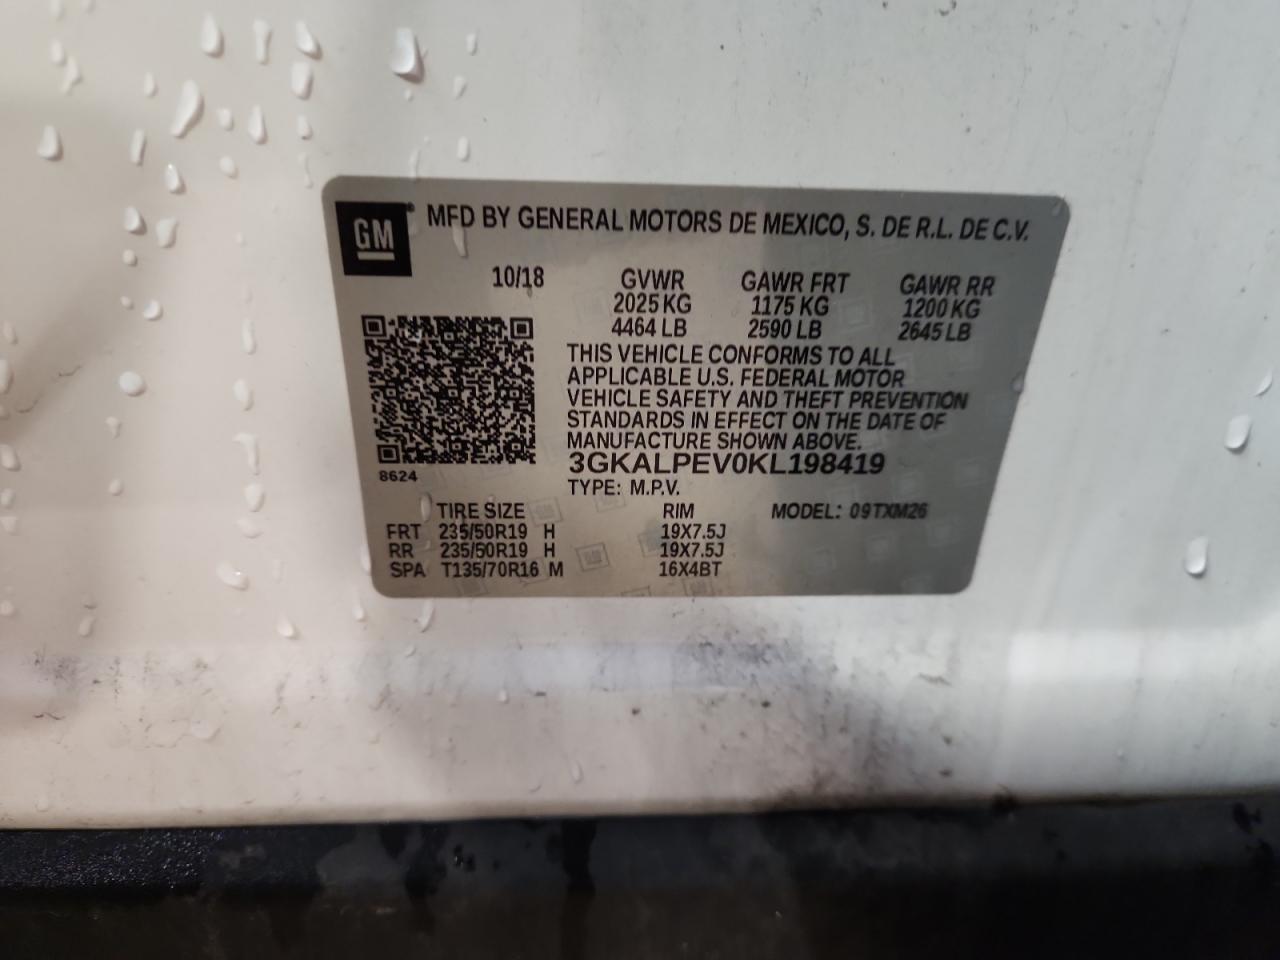 GM
MFD BY GENERAL MOTORS DE MEXICO, S. DE R.L. DE C.V.
10/18 GVWR GAWR FRT GAWR RR
2025 KG 1175 KG 1200 KG
4464 LB 2590 LB 2645 LB
THIS VEHICLE CONFORMS TO ALL
APPLICABLE U.S. FEDERAL MOTOR
VEHICLE SAFETY AND THEFT PREVENTION
STANDARDS IN EFFECT ON THE DATE OF
MANUFACTURE SHOWN ABOVE.
3GKALPEV0KL198419
8624
TYPE: M.P.V.
TIRE SIZE RIM MODEL: 09TXM26
FRT 235/50R19 H 19X7.5J
RR 235/50R19 H 19X7.5J
SPA T135/70R16 M 16X4BT